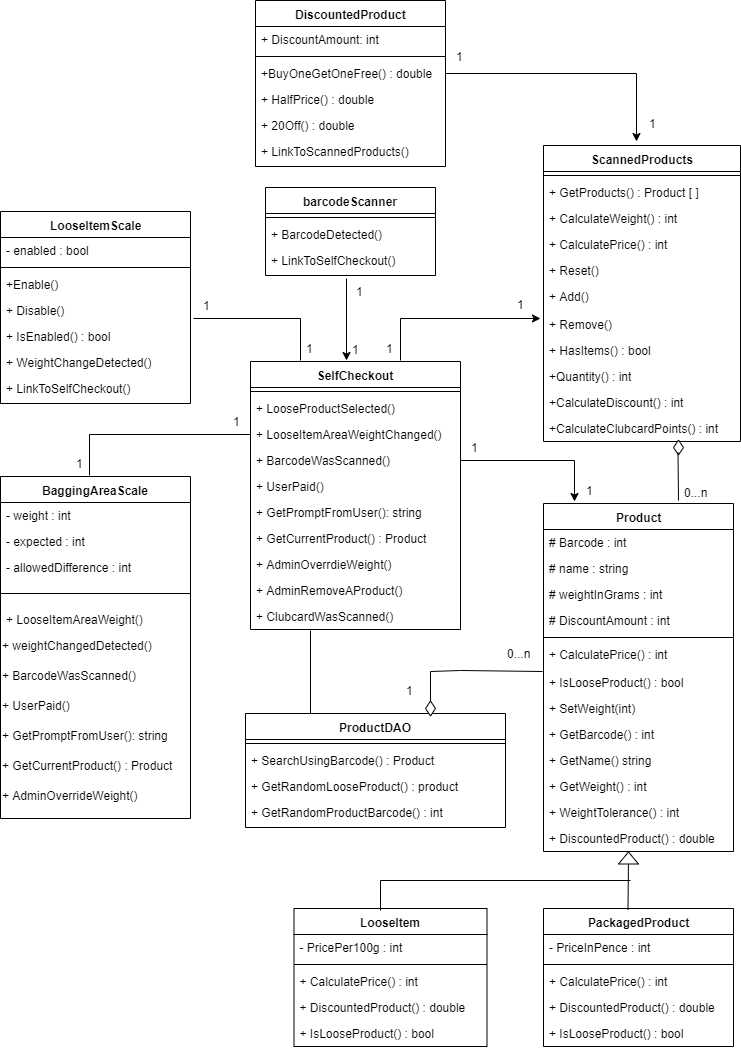 DiscountedProduct
+ DiscountAmount: int
+BuyOneGetOneFree() : double
+ HalfPrice() : double
+ 20Off() : double
+ LinkToScannedProducts()
1
1
ScannedProducts
+ GetProducts() : Product [ ]
+ CalculateWeight() : int
+ CalculatePrice() : int
+ Reset()
+ Add()
+ Remove()
+ HasItems() : bool
+Quantity() : int
+CalculateDiscount() : int
+CalculateClubcardPoints() : int
barcodeScanner
+ BarcodeDetected()
+ LinkToSelfCheckout()
LooseItemScale
- enabled : bool
+Enable()
+ Disable()
+ IsEnabled() : bool
+ WeightChangeDetected()
+ LinkToSelfCheckout()
1
1
1
1
1
1
SelfCheckout
+ LooseProductSelected()
+ LooseItemAreaWeightChanged()
+ BarcodeWasScanned()
+ UserPaid()
+ GetPromptFromUser(): string
+ GetCurrentProduct() : Product
+ AdminOverrdieWeight()
+ AdminRemoveAProduct()
+ ClubcardWasScanned()
1
1
1
1
BaggingAreaScale
- weight : int
- expected : int
- allowedDifference : int
+ LooseItemAreaWeight()
+ weightChangedDetected()
+ BarcodeWasScanned()
+ UserPaid()
+ GetPromptFromUser(): string
+ GetCurrentProduct() : Product
+ AdminOverrideWeight()
0...n
Product
# Barcode : int
# name : string
# weightInGrams : int
# DiscountAmount : int
+ CalculatePrice() : int
+ IsLooseProduct() : bool
+ SetWeight(int)
+ GetBarcode() : int
+ GetName() string
+ GetWeight() : int
+ WeightTolerance() : int
+ DiscountedProduct() : double
0...n
1
ProductDAO
+ SearchUsingBarcode() : Product
+ GetRandomLooseProduct() : product
+ GetRandomProductBarcode() : int
LooseItem
- PricePer100g : int
+ CalculatePrice() : int
+ DiscountedProduct() : double
+ IsLooseProduct() : bool
PackagedProduct
- PriceInPence : int
+ CalculatePrice() : int
+ DiscountedProduct() : double
+ IsLooseProduct() : bool